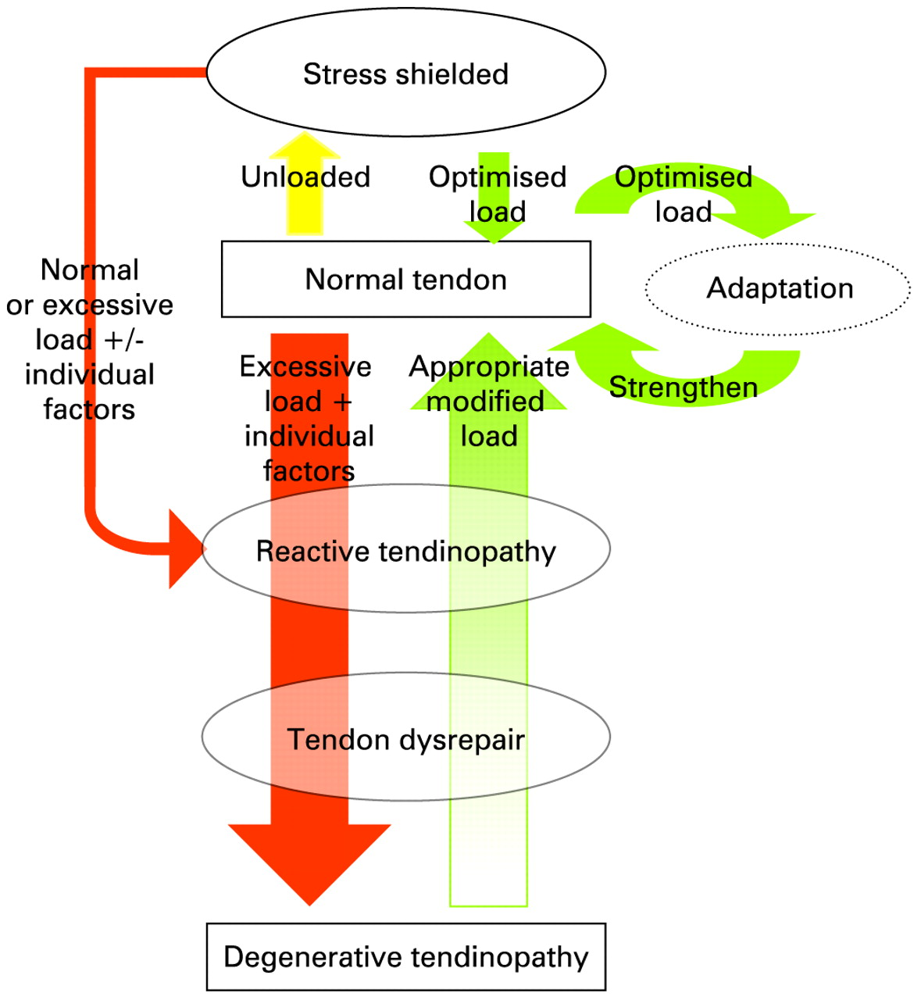 Stress shielded
Unloaded
Optimised
load
Optimised
load
Normal
or excessive
load +/-
individual
factors
Normal tendon
Adaptation
Excessive
load +
individual
factors
Appropriate
modified
load
Strengthen
Reactive tendinopathy
Tendon dysrepair
Degenerative tendinopathy